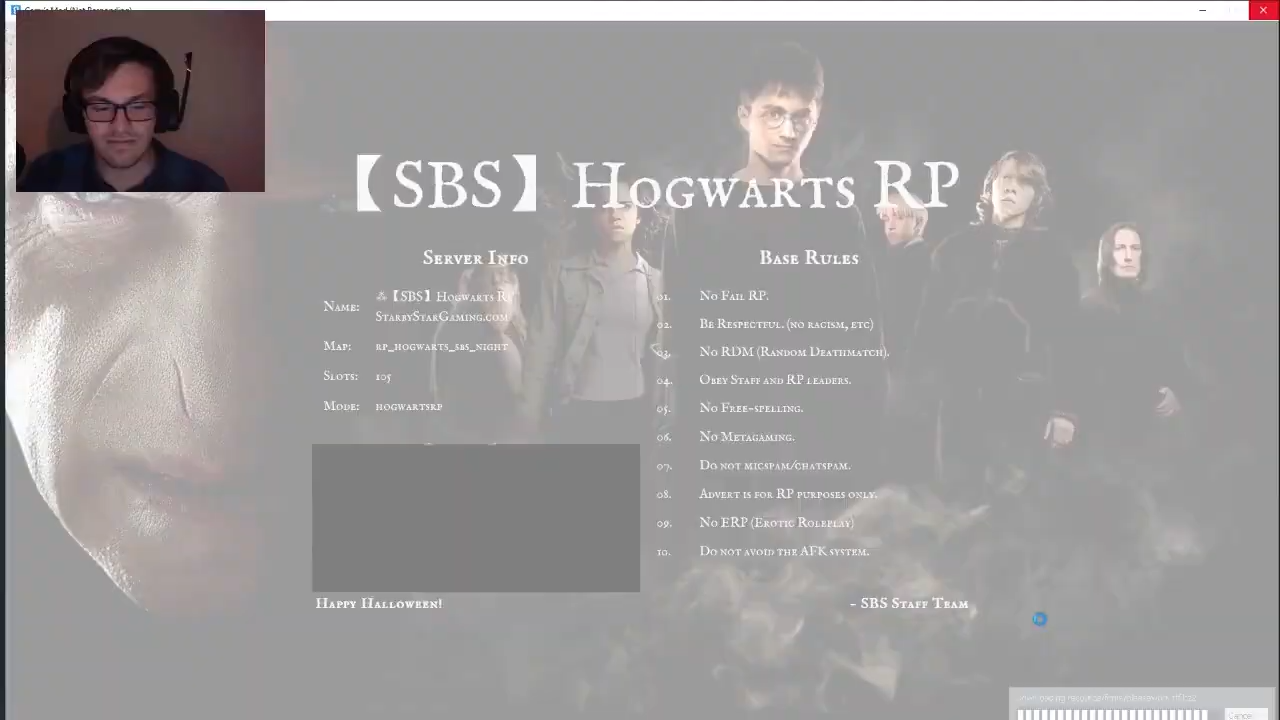 【SBS】 Hogwarts RP
Server Info
Name: ⁂【SBS】Hogwarts RP
StarbyStarGaming.com
Map: rp_hogwarts_sbs_night
Slots: 105
Mode: hogwartsrp
Happy Halloween!
Base Rules
01. No Fail RP.
02. Be Respectful. (no racism, etc)
03. No RDM (Random Deathmatch).
04. Obey Staff and RP leaders.
05. No Free-spelling.
06. No Metagaming.
07. Do not micspam/chatspam.
08. Advert is for RP purposes only.
09. No ERP (Erotic Roleplay)
10. Do not avoid the AFK system.
- SBS Staff Team
Cancel